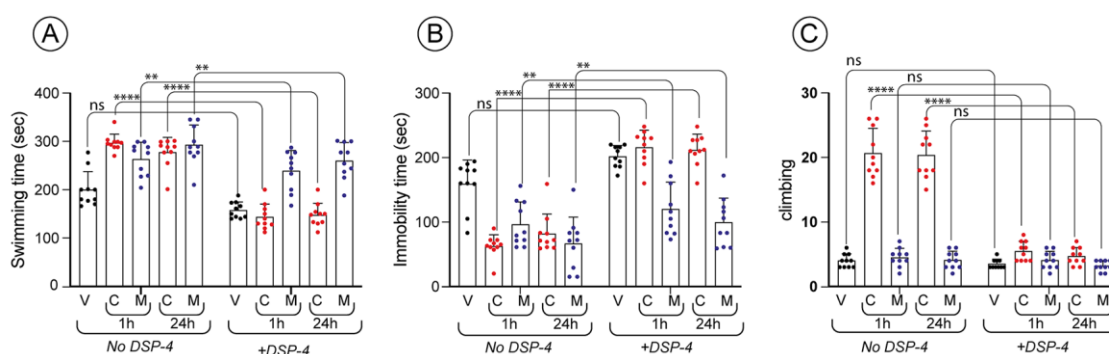 A
Swimming time (sec)
400
300
200
100
0
ns
****
**
****
**
V
C
M
C
M
V
C
M
C
M
1h
24h
1h
24h
No DSP-4
+DSP-4
B
Immobility time (sec)
300
200
100
0
ns
****
**
****
**
V
C
M
C
M
V
C
M
C
M
1h
24h
1h
24h
No DSP-4
+DSP-4
C
climbing
30
20
10
0
ns
****
ns
****
ns
V
C
M
C
M
V
C
M
C
M
1h
24h
1h
24h
No DSP-4
+DSP-4